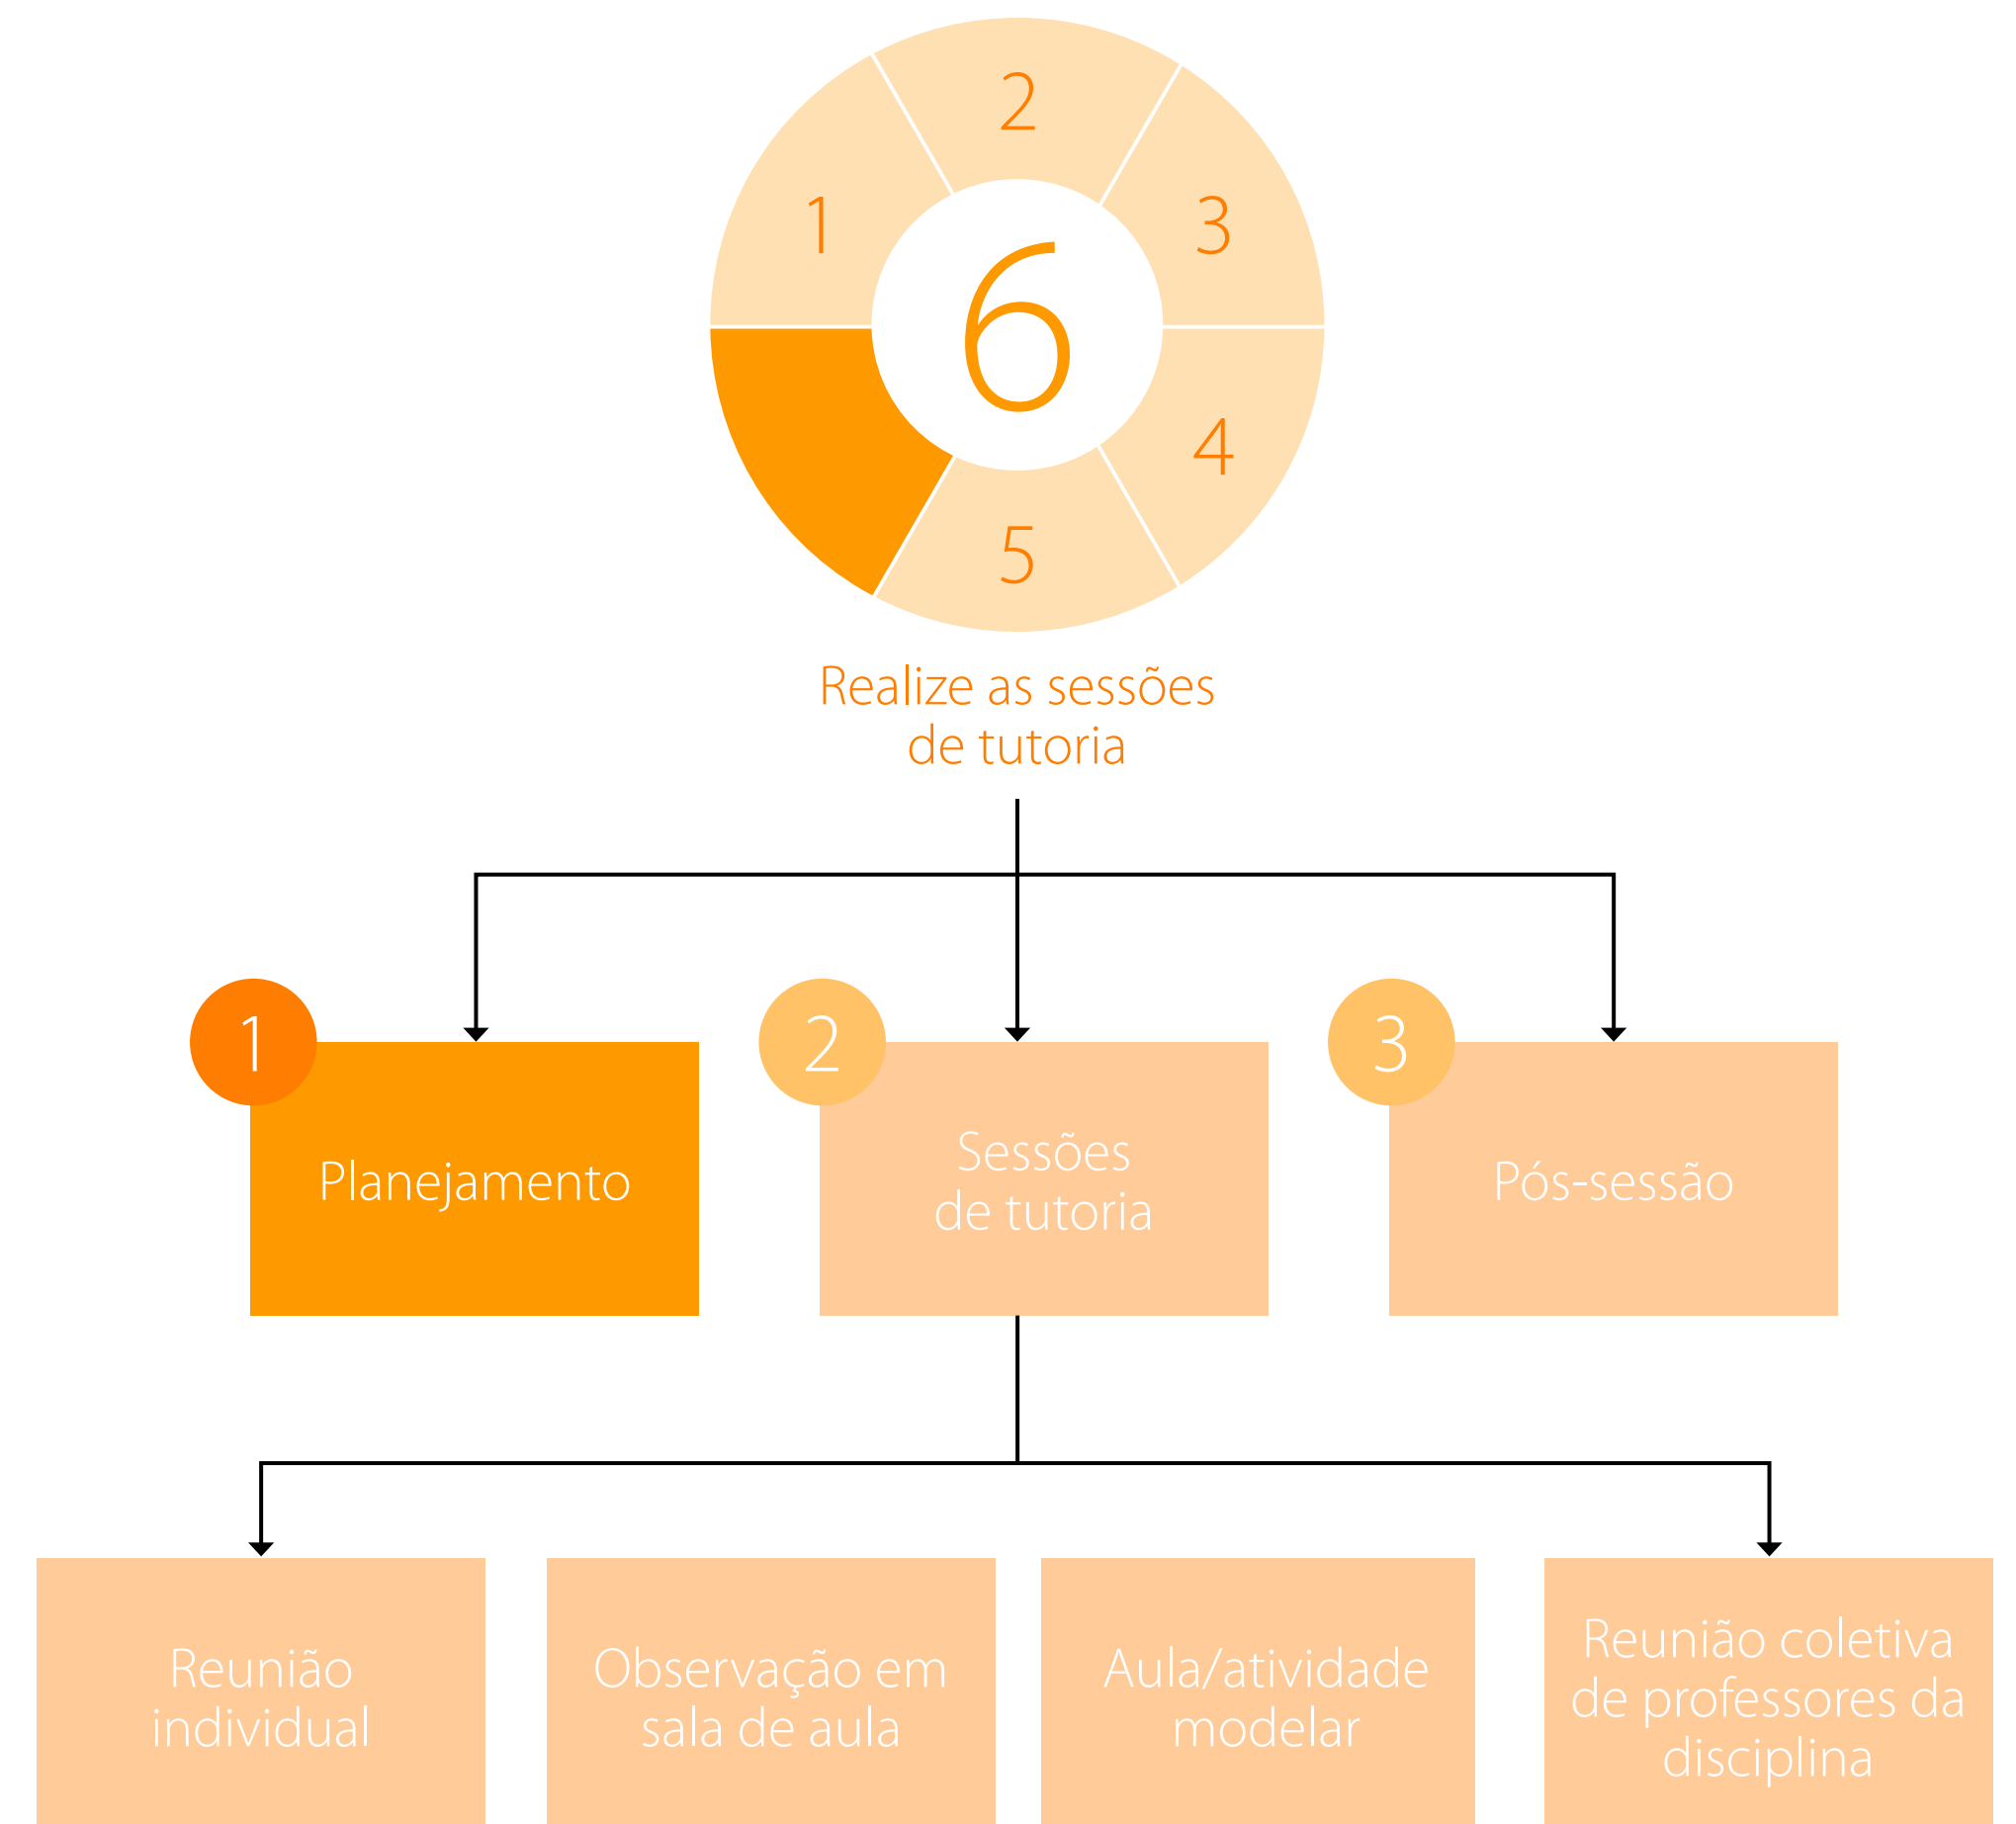 2
1
3
6
4
5
Realize as sessões
de tutoria
1
2
3
Planejamento
Sessões
de tutoria
Pós-sessão
Reunião
individual
Observação em
sala de aula
Aula/atividade
modelar
Reunião coletiva
de professores da
disciplina